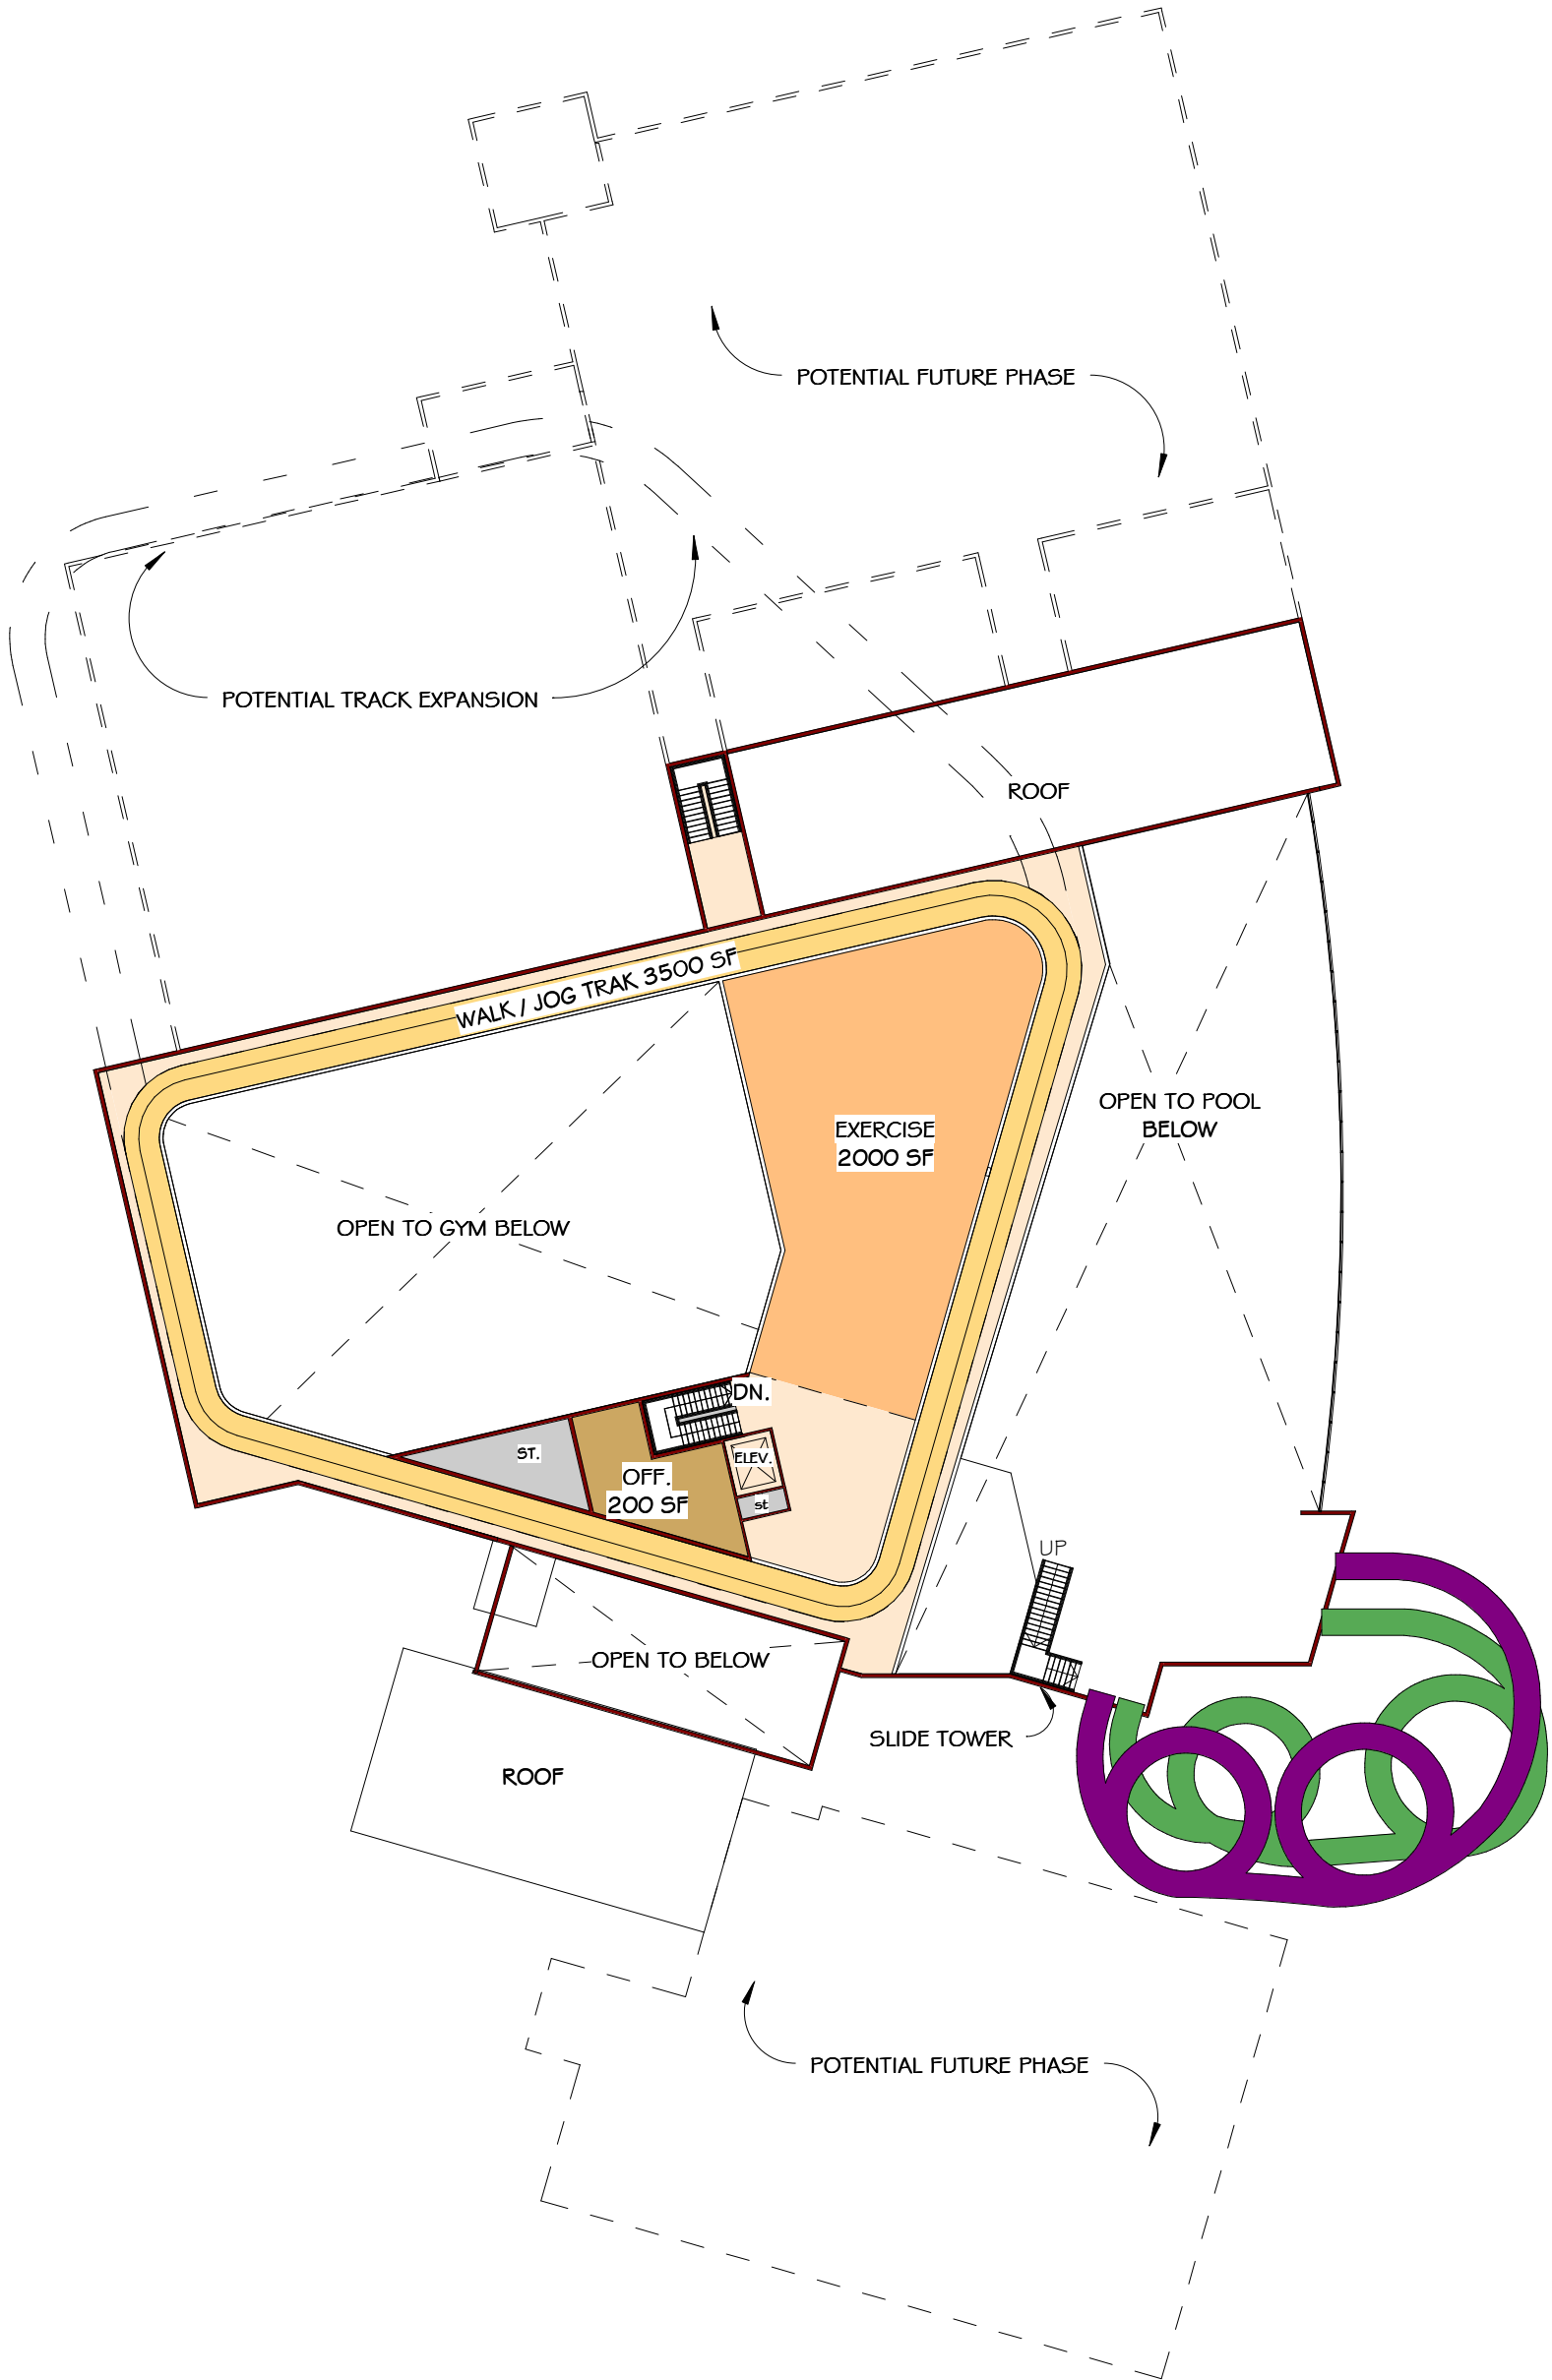 POTENTIAL FUTURE PHASE
POTENTIAL TRACK EXPANSION
ROOF
WALK / JOG TRAK 3500 SF
OPEN TO POOL
BELOW
EXERCISE
2000 SF
OPEN TO GYM BELOW
DN.
ST.
ELEV.
OFF.
200 SF
st
UP
OPEN TO BELOW
SLIDE TOWER
ROOF
POTENTIAL FUTURE PHASE